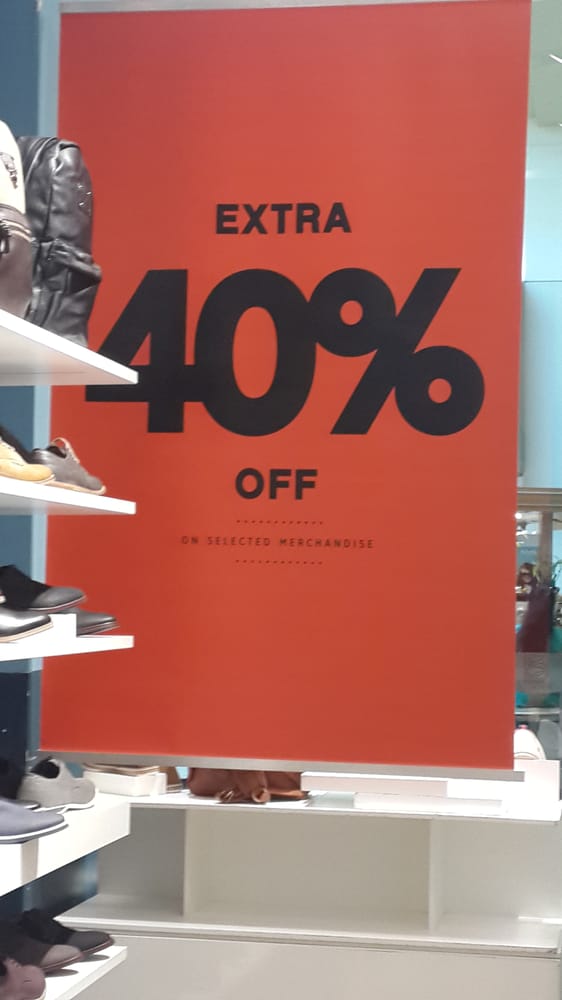 EXTRA
40%
OFF
ON SELECTED MERCHANDISE